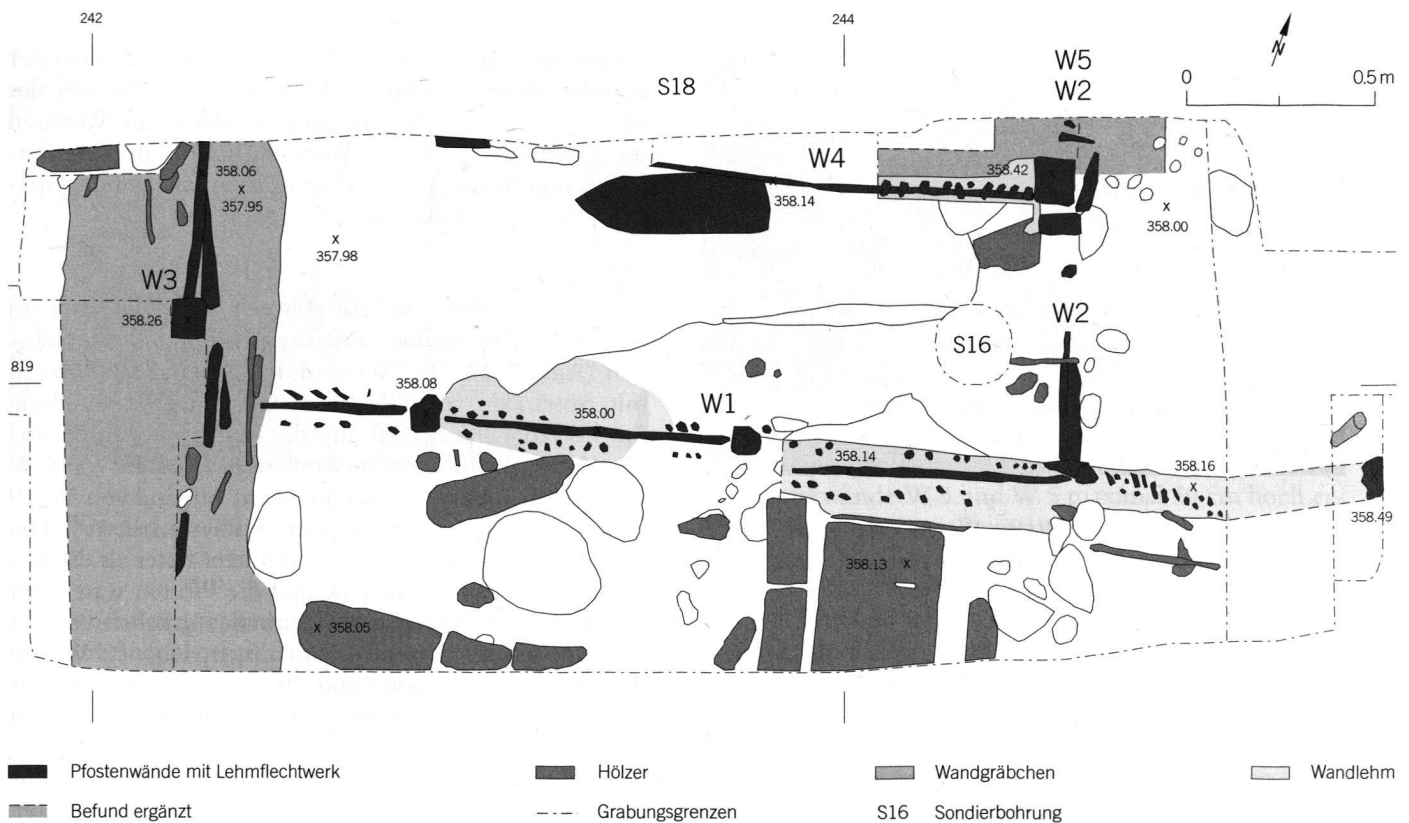 242
244
N
W5
W2
0 0.5 m
S18
W4
358.06
357.95
358.42
358.14
358.00
357.98
W3
358.26
W2
S16
819
358.08
358.00
W1
358.14
358.16
358.49
358.13
358.05
Pfostenwände mit Lehmflechtwerk
Hölzer
Wandgräbchen
Wandlehm
Befund ergänzt
Grabungsgrenzen
S16 Sondierbohrung